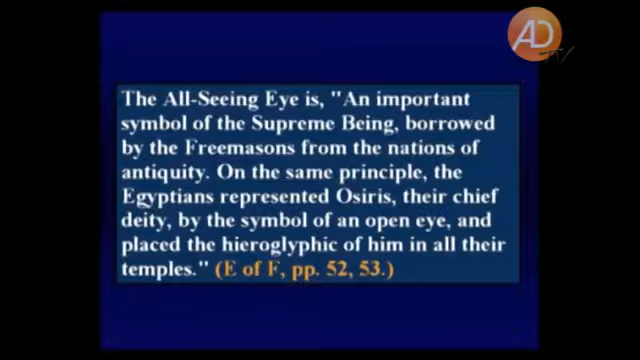 AD
TV
The All-Seeing Eye is, "An important
symbol of the Supreme Being, borrowed
by the Freemasons from the nations of
antiquity. On the same principle, the
Egyptians represented Osiris, their chief
deity, by the symbol of an open eye, and
placed the hieroglyphic of him in all their
temples." (E of F, pp. 52, 53.)